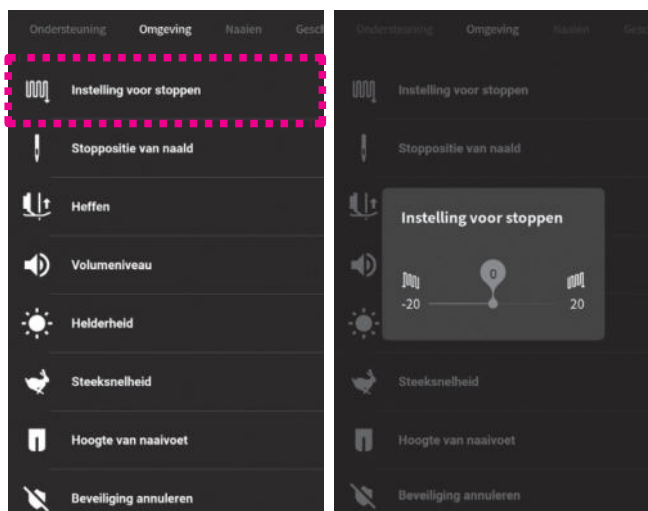 Ondersteuning Omgeving Naaien Gesch
Instelling voor stoppen
Stoppositie van naald
Heffen
Volumeniveau
Helderheid
Steeksnelheid
Hoogte van naaivoet
Beveiliging annuleren
Ondersteuning Omgeving Naaien Gesc
Instelling voor stoppen
Stoppositie van naald
Instelling voor stoppen
0
-20 20
Steeksnelheid
Hoogte van naaivoet
Beveiliging annuleren